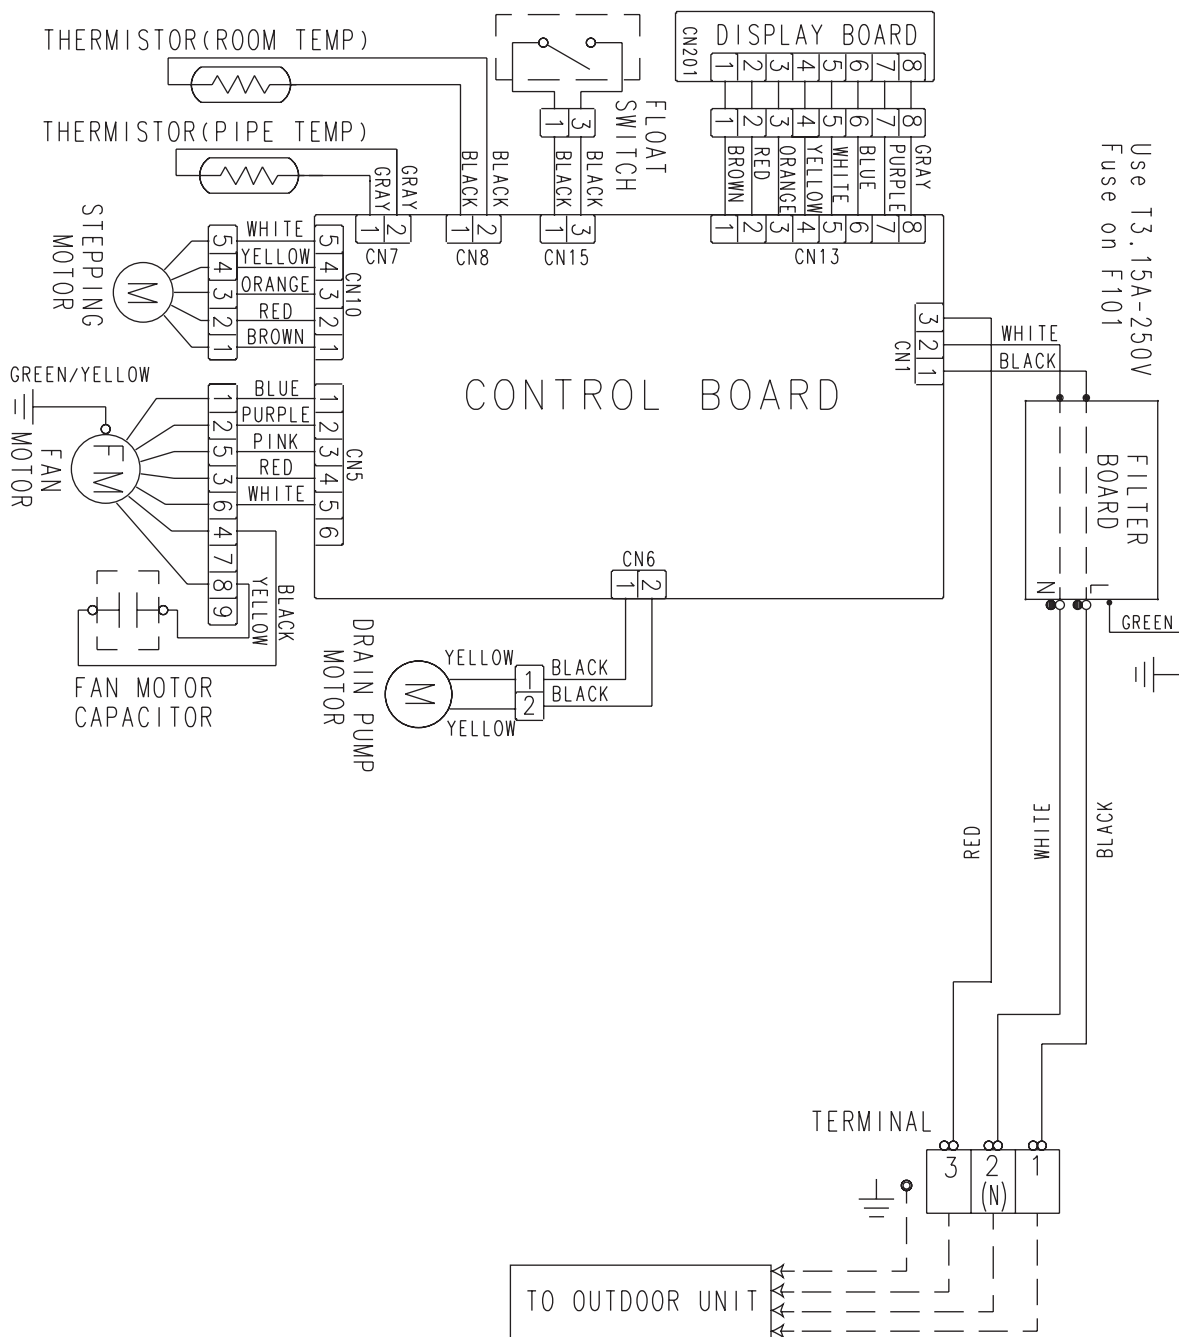 THERMISTOR(ROOM TEMP)
THERMISTOR(PIPE TEMP)
GRAY
GRAY
BLACK
BLACK
1 2
CN7
1 2
CN8
FLOAT
SWITCH
1 3
BLACK
BLACK
1 3
CN15
DISPLAY BOARD
CN201
1 2 3 4 5 6 7 8
1 2 3 4 5 6 7 8
BROWN
RED
ORANGE
YELLOW
WHITE
BLUE
PURPLE
GRAY
1 2 3 4 5 6 7 8
CN13
Use T3.15A-250V
Fuse on F101
STEPPING
MOTOR
M
5 WHITE 5
4 YELLOW 4
3 ORANGE 3
2 RED 2
1 BROWN 1
CN10
GREEN/YELLOW
FAN
MOTOR
FM
1 BLUE 1
2 PURPLE 2
5 PINK 3
3 RED 4
6 WHITE 5
4 6
7
8
9
CN5
BLACK
YELLOW
FAN MOTOR
CAPACITOR
CONTROL BOARD
3
2 WHITE
1 BLACK
CN1
FILTER
BOARD
N
L
GREEN
CN6
1 2
DRAIN PUMP
MOTOR
M
YELLOW 1 BLACK
YELLOW 2 BLACK
RED
WHITE
BLACK
TERMINAL
3 2 1
(N)
TO OUTDOOR UNIT